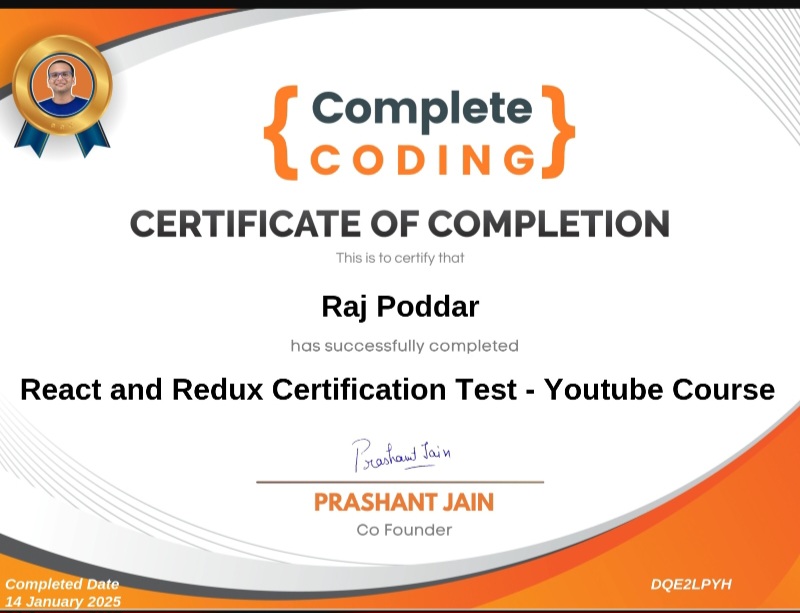 { Complete
CODING }
CERTIFICATE OF COMPLETION
This is to certify that
Raj Poddar
has successfully completed
React and Redux Certification Test - Youtube Course
Prashant Jain
PRASHANT JAIN
Co Founder
Completed Date
14 January 2025
DQE2LPYH